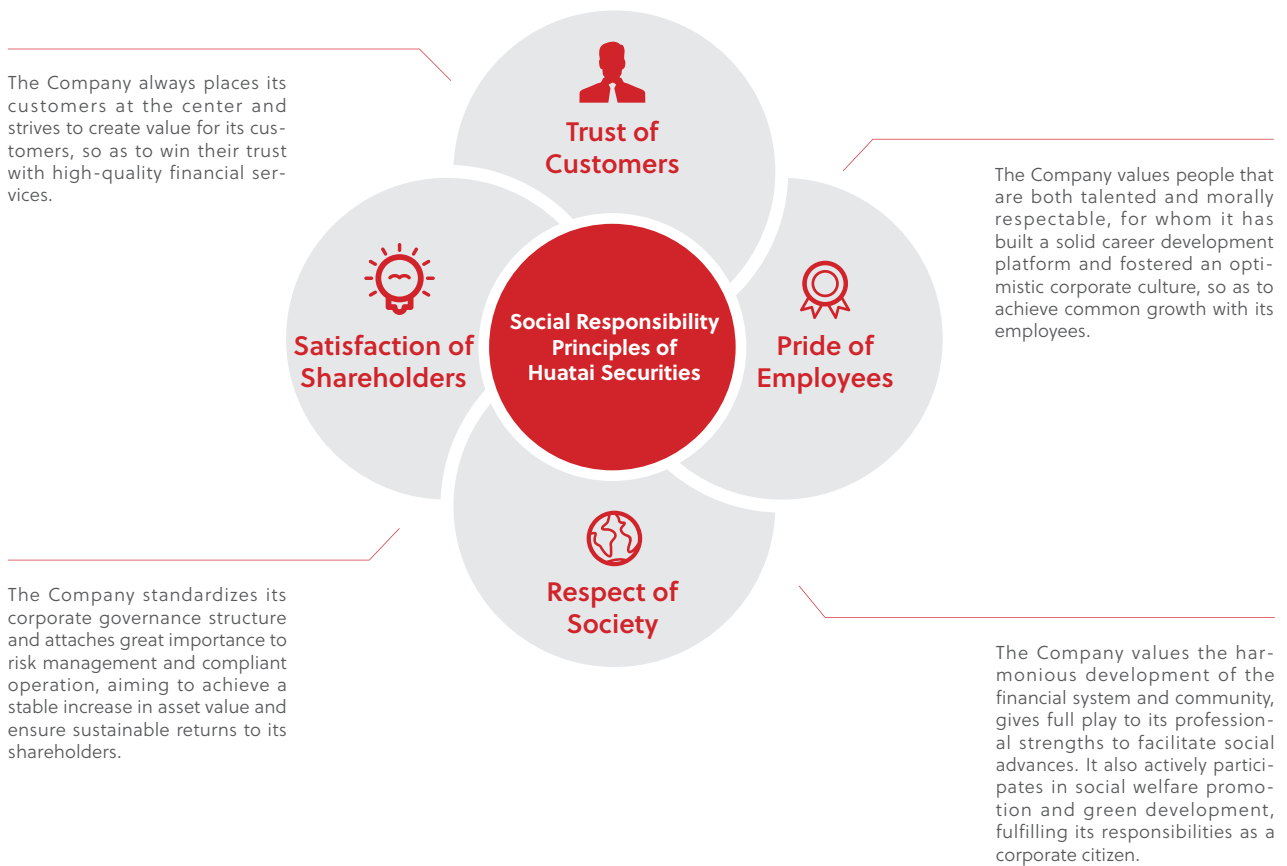 The Company always places its
customers at the center and
strives to create value for its cus-
tomers, so as to win their trust
with high-quality financial ser-
vices.
Trust of
Customers
The Company values people that
are both talented and morally
respectable, for whom it has
built a solid career development
platform and fostered an opti-
mistic corporate culture, so as to
achieve common growth with its
employees.
Satisfaction of
Shareholders
Social Responsibility
Principles of
Huatai Securities
Pride of
Employees
The Company standardizes its
corporate governance structure
and attaches great importance to
risk management and compliant
operation, aiming to achieve a
stable increase in asset value and
ensure sustainable returns to its
shareholders.
Respect of
Society
The Company values the har-
monious development of the
financial system and community,
gives full play to its profession-
al strengths to facilitate social
advances. It also actively partici-
pates in social welfare promo-
tion and green development,
fulfilling its responsibilities as a
corporate citizen.